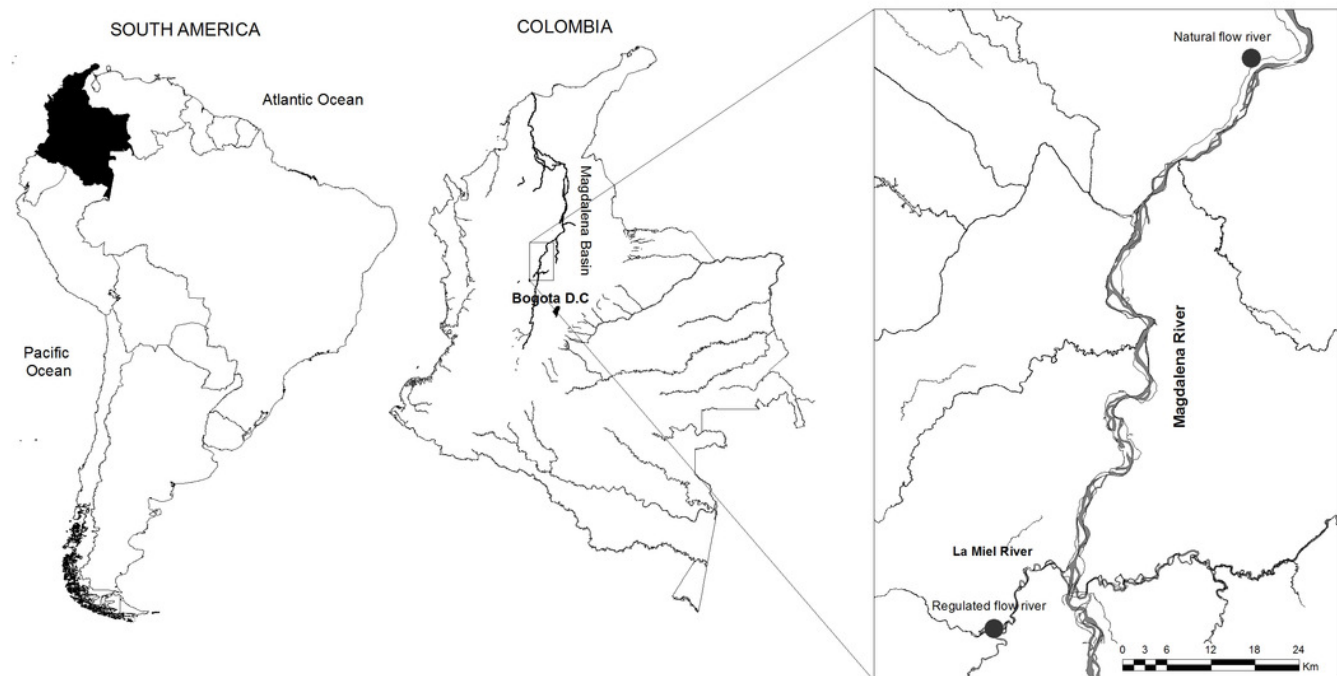 SOUTH AMERICA
Atlantic Ocean
Pacific
Ocean
COLOMBIA
Magdalena Basin
Bogota D.C
Natural flow river
Magdalena River
La Miel River
Regulated flow river
0 3 6 12 18 24
Km